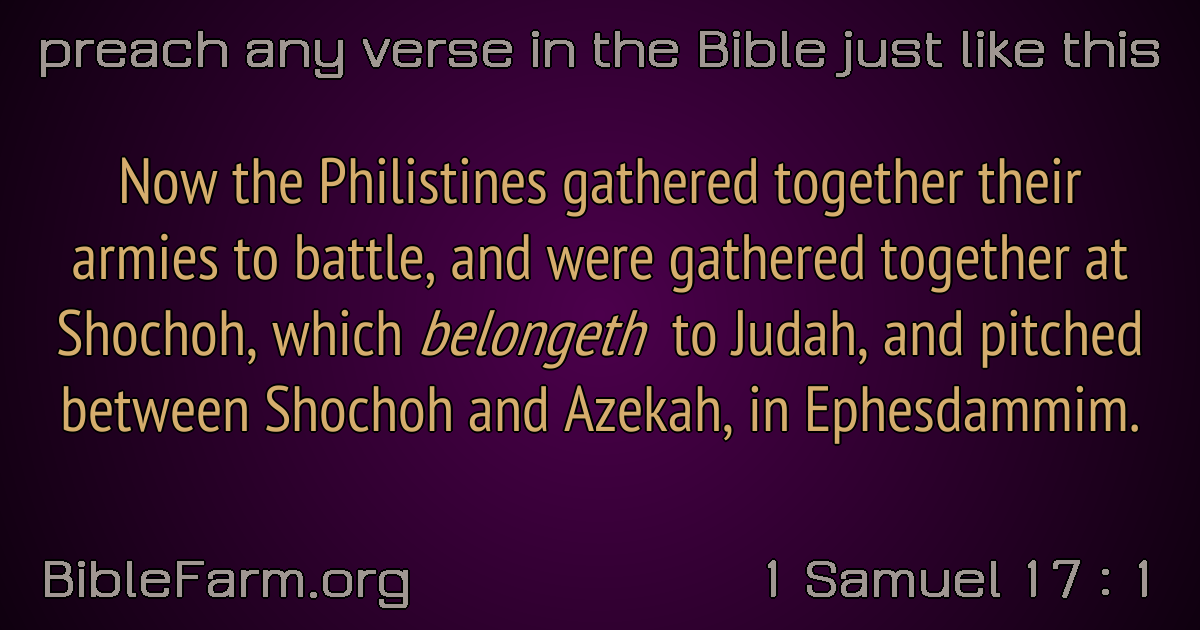 preach any verse in the Bible just like this
Now the Philistines gathered together their
armies to battle, and were gathered together at
Shochoh, which belongeth to Judah, and pitched
between Shochoh and Azekah, in Ephesdammim.
BibleFarm.org
1 Samuel 17 : 1